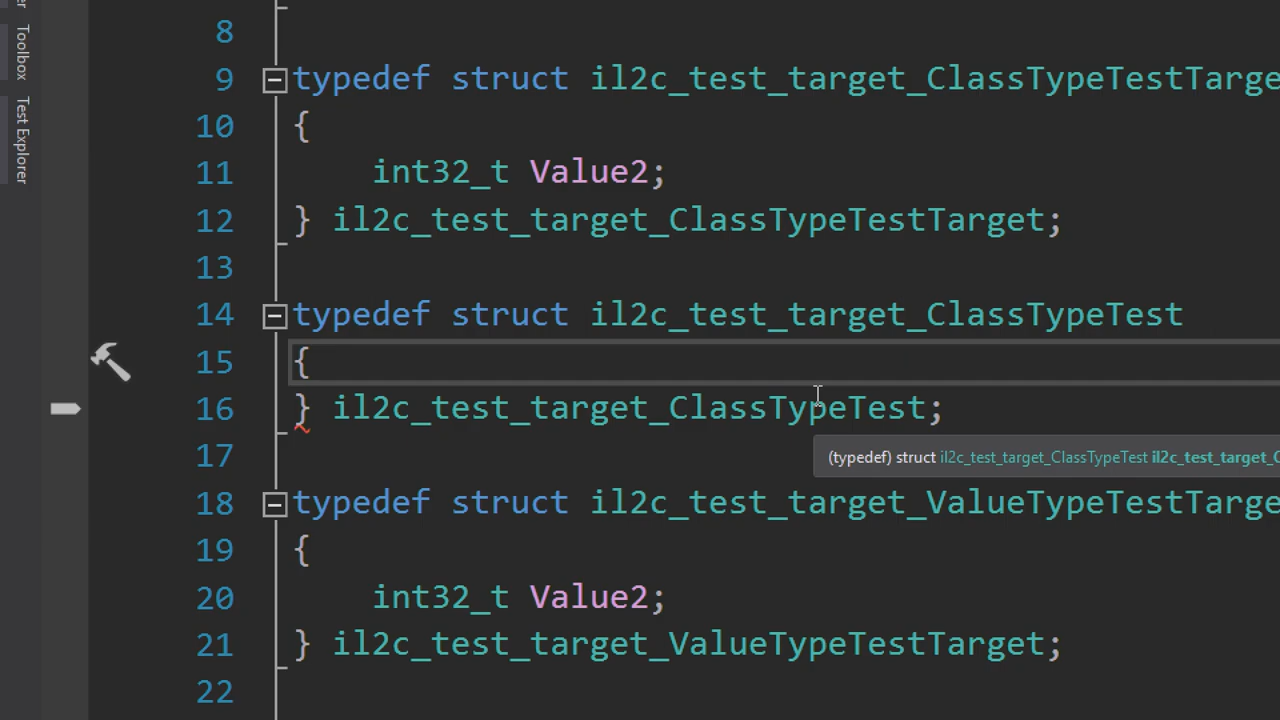 er
Toolbox
Test Explorer
8
9 typedef struct il2c_test_target_ClassTypeTestTarge
10 {
11 int32_t Value2;
12 } il2c_test_target_ClassTypeTestTarget;
13
14 typedef struct il2c_test_target_ClassTypeTest
15 {
16 } il2c_test_target_ClassTypeTest;
(typedef) struct il2c_test_target_ClassTypeTest il2c_test_target_C
17
18 typedef struct il2c_test_target_ValueTypeTestTarge
19 {
20 int32_t Value2;
21 } il2c_test_target_ValueTypeTestTarget;
22